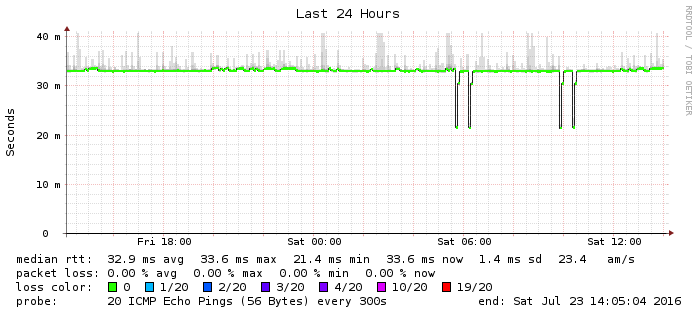 Last 24 Hours
RRDTOOL / TOBI OETIKER
Seconds
40 m
30 m
20 m
10 m
0
Fri 18:00 Sat 00:00 Sat 06:00 Sat 12:00
median rtt: 32.9 ms avg 33.6 ms max 21.4 ms min 33.6 ms now 1.4 ms sd 23.4 am/s
packet loss: 0.00 % avg 0.00 % max 0.00 % min 0.00 % now
loss color: 0 1/20 2/20 3/20 4/20 10/20 19/20
probe: 20 ICMP Echo Pings (56 Bytes) every 300s end: Sat Jul 23 14:05:04 2016